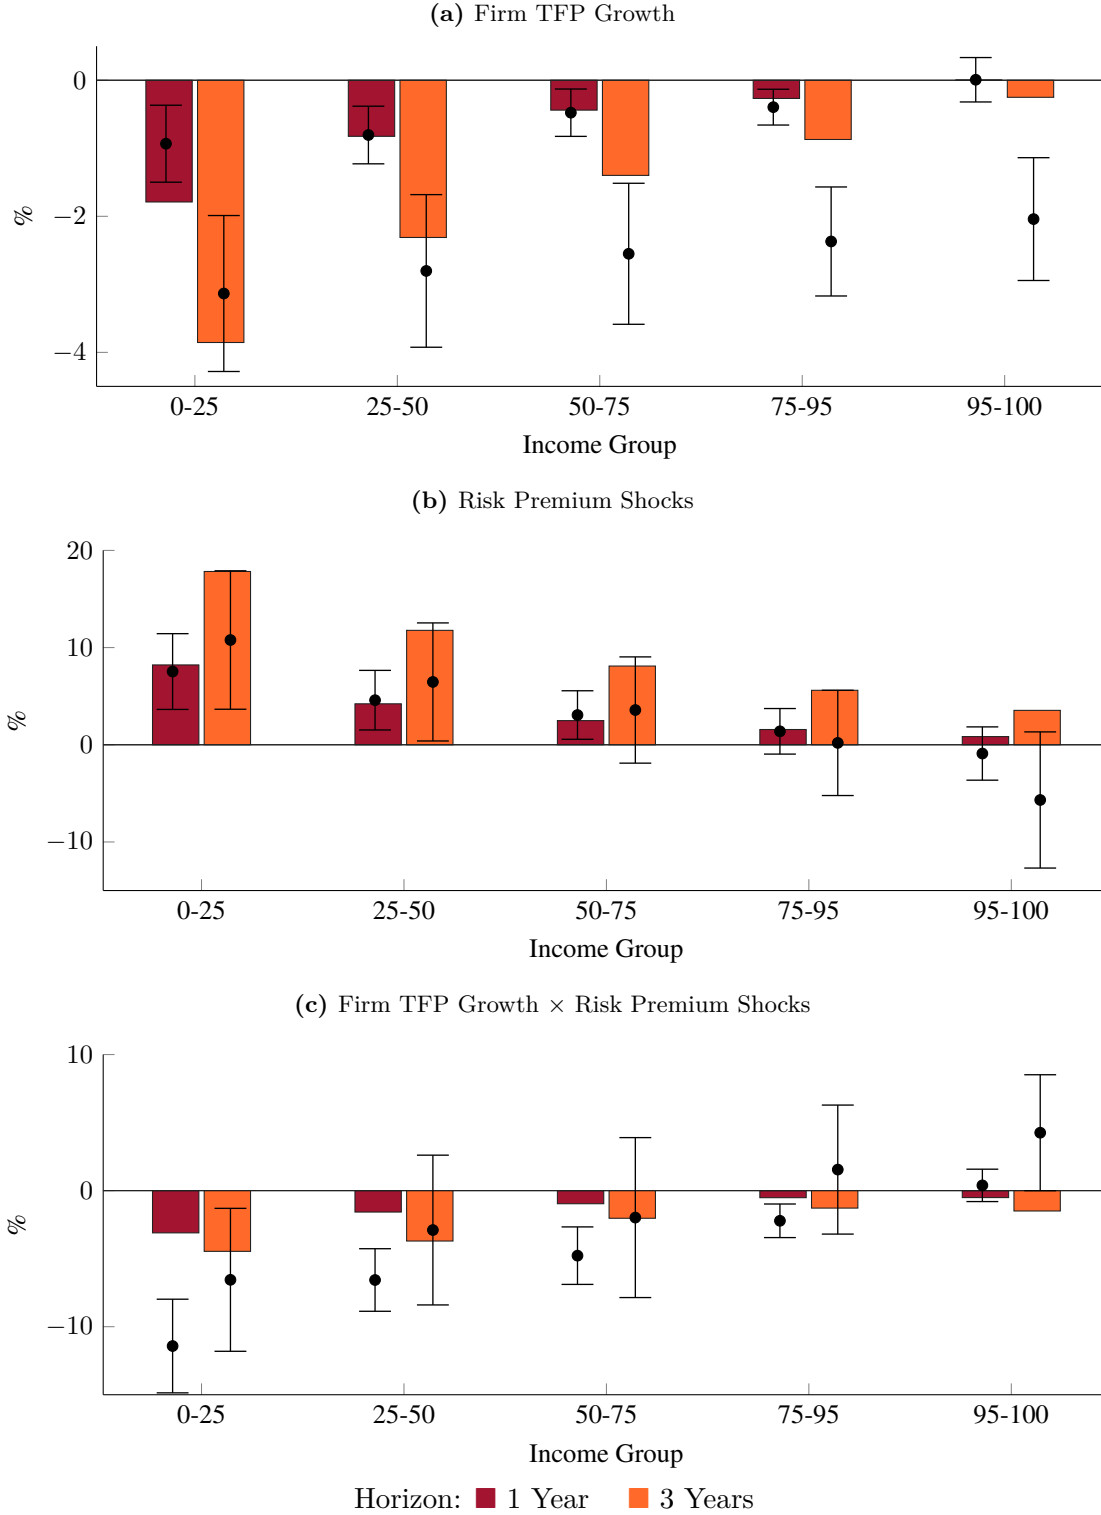 (a) Firm TFP Growth
0
−2
−4
%
0-25 25-50 50-75 75-95 95-100
Income Group
(b) Risk Premium Shocks
20
10
0
−10
%
0-25 25-50 50-75 75-95 95-100
Income Group
(c) Firm TFP Growth × Risk Premium Shocks
10
0
−10
%
0-25 25-50 50-75 75-95 95-100
Income Group
Horizon: 1 Year 3 Years